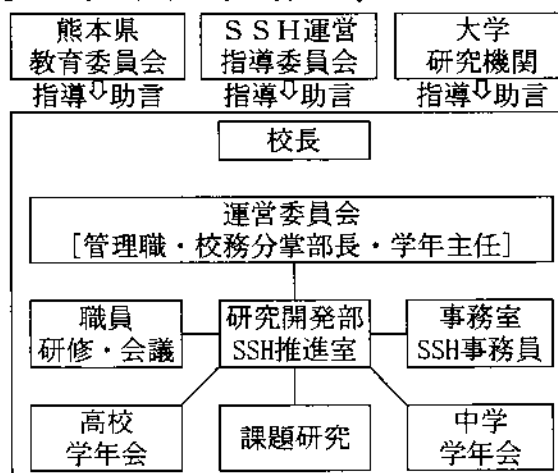 熊本県
教育委員会
ＳＳＨ運営
指導委員会
大学
研究機関
指導⇩助言
指導⇩助言
指導⇩助言
校長
運営委員会
[管理職・校務分掌部長・学年主任]
職員
研修・会議
研究開発部
SSH推進室
事務室
SSH事務員
高校
学年会
課題研究
中学
学年会